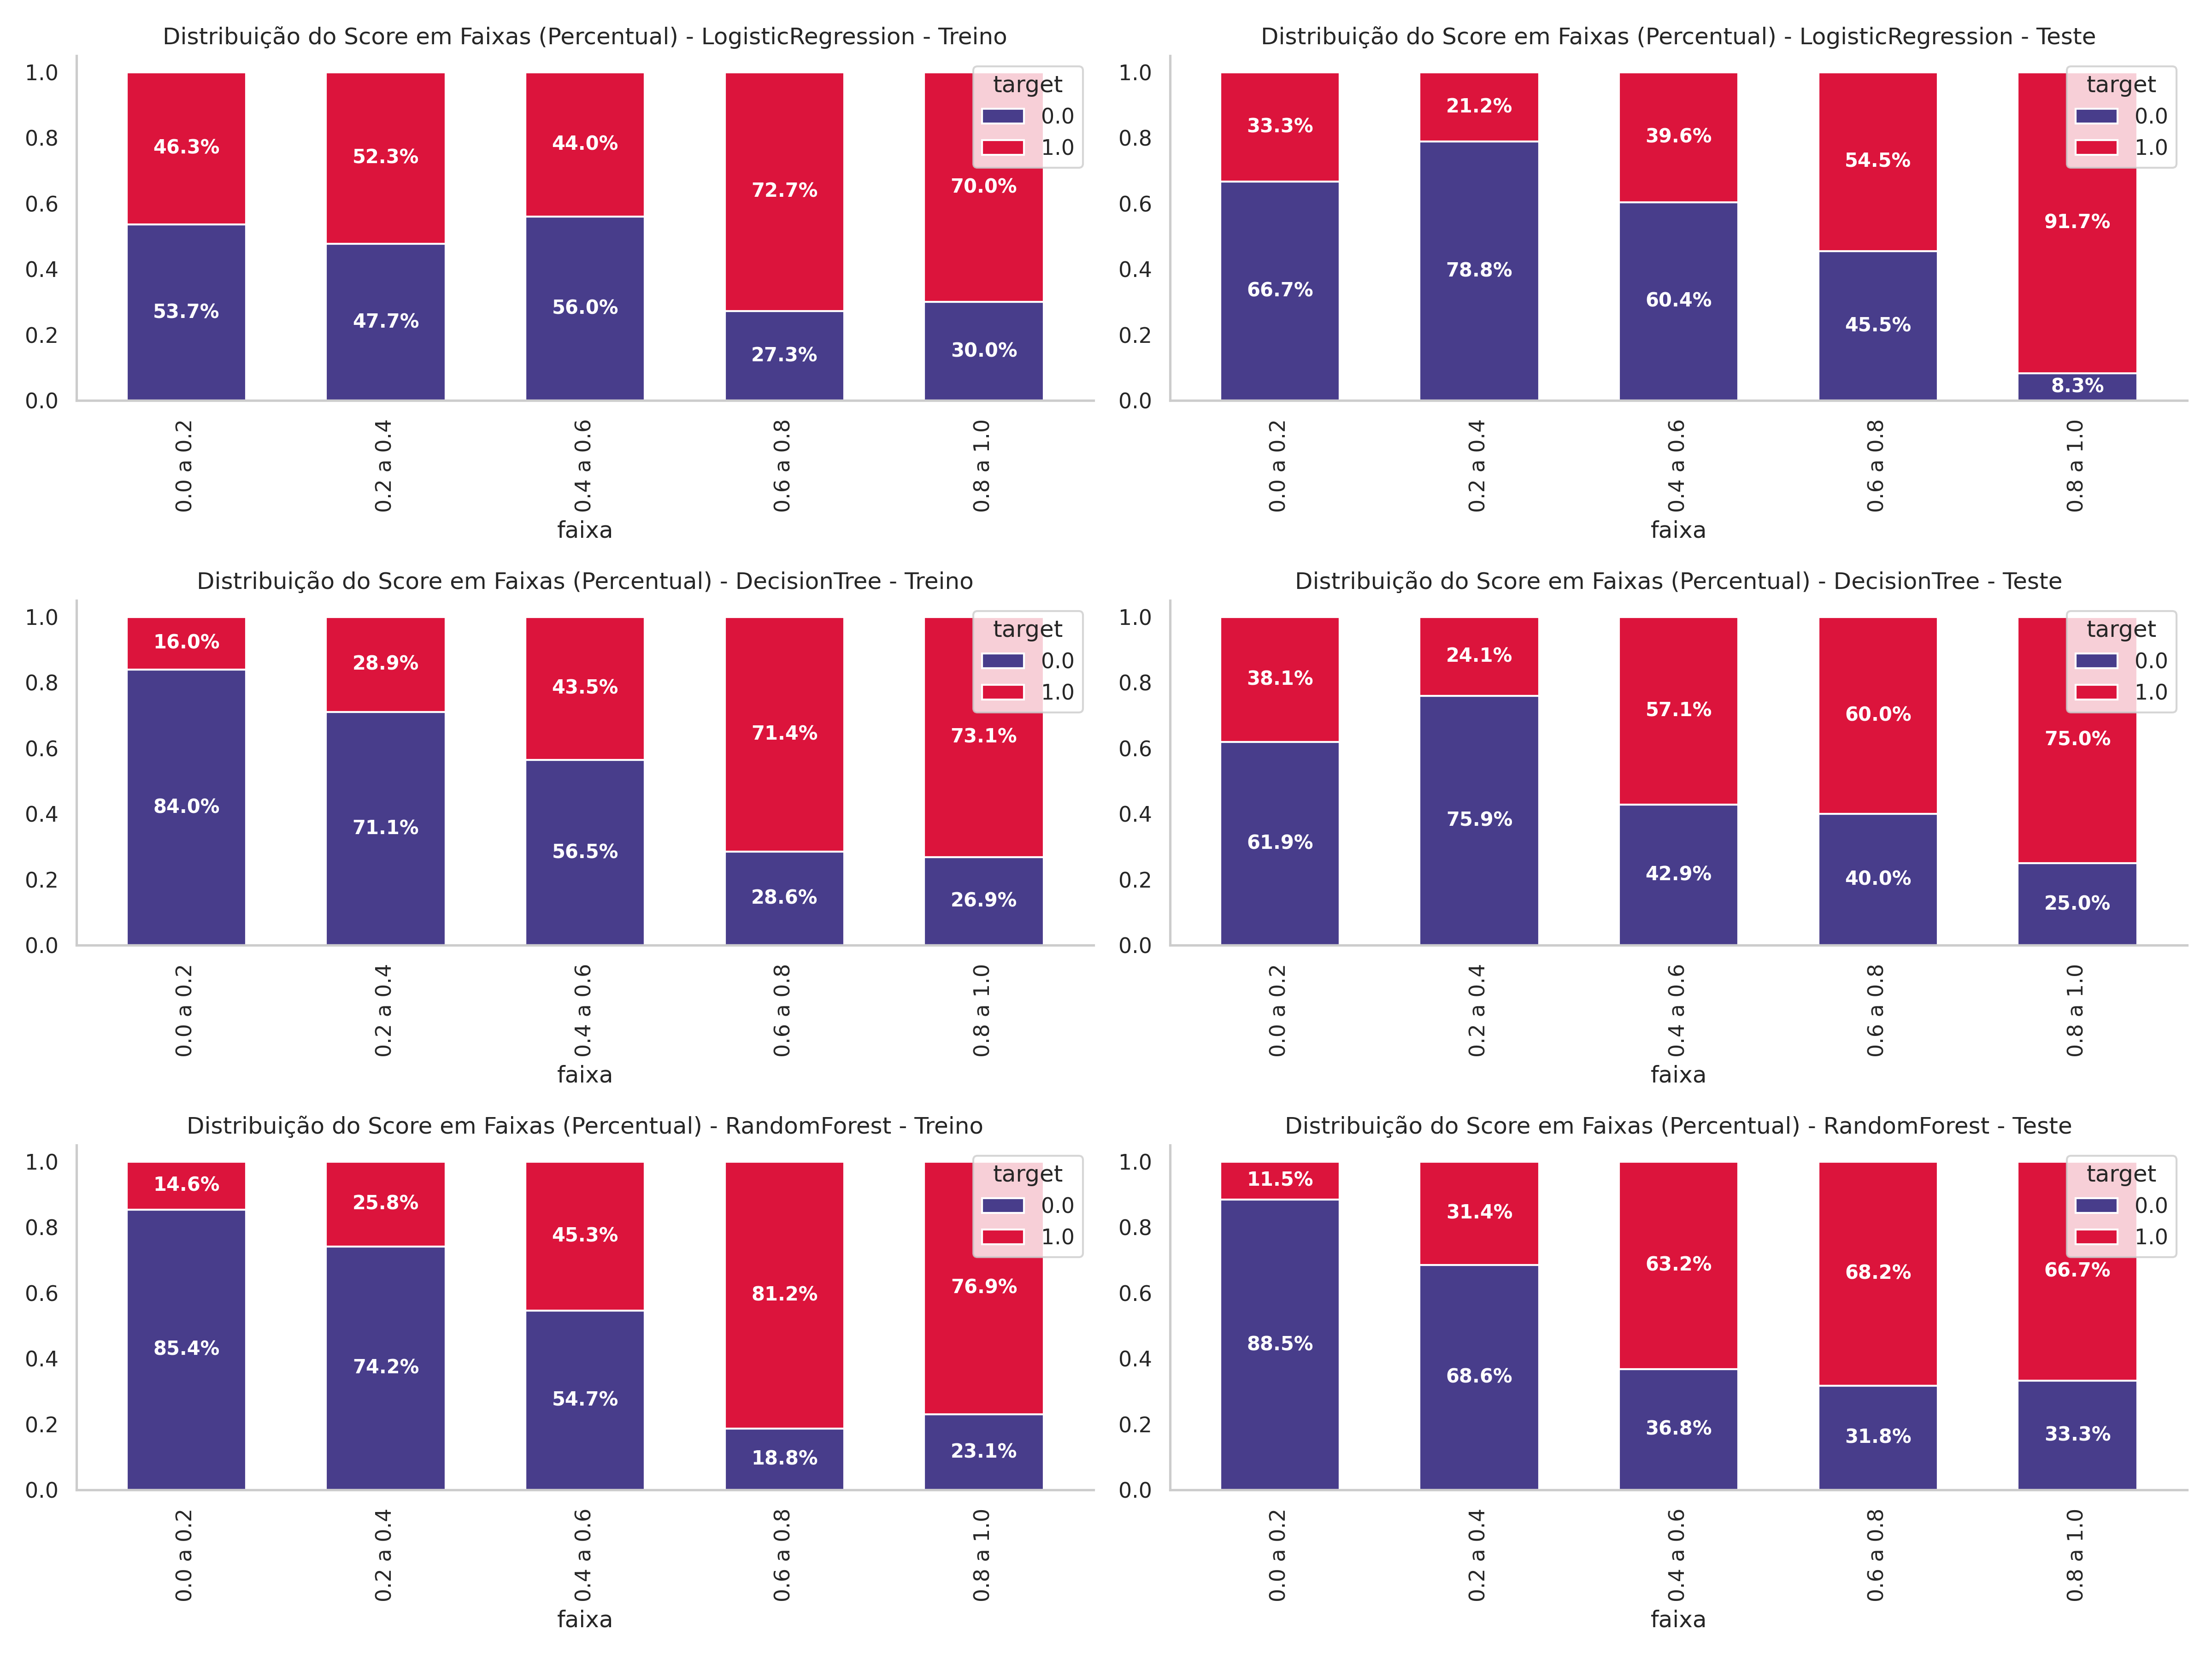 Distribuição do Score em Faixas (Percentual) - LogisticRegression - Treino
1.0
0.8
0.6
0.4
0.2
0.0
target
0.0
1.0
46.3%
52.3%
44.0%
72.7%
70.0%
53.7%
47.7%
56.0%
27.3%
30.0%
0.0 a 0.2
0.2 a 0.4
0.4 a 0.6
0.6 a 0.8
0.8 a 1.0
faixa
Distribuição do Score em Faixas (Percentual) - LogisticRegression - Teste
1.0
0.8
0.6
0.4
0.2
0.0
target
0.0
1.0
33.3%
21.2%
39.6%
54.5%
91.7%
66.7%
78.8%
60.4%
45.5%
8.3%
0.0 a 0.2
0.2 a 0.4
0.4 a 0.6
0.6 a 0.8
0.8 a 1.0
faixa
Distribuição do Score em Faixas (Percentual) - DecisionTree - Treino
1.0
0.8
0.6
0.4
0.2
0.0
target
0.0
1.0
16.0%
28.9%
43.5%
71.4%
73.1%
84.0%
71.1%
56.5%
28.6%
26.9%
0.0 a 0.2
0.2 a 0.4
0.4 a 0.6
0.6 a 0.8
0.8 a 1.0
faixa
Distribuição do Score em Faixas (Percentual) - DecisionTree - Teste
1.0
0.8
0.6
0.4
0.2
0.0
target
0.0
1.0
38.1%
24.1%
57.1%
60.0%
75.0%
61.9%
75.9%
42.9%
40.0%
25.0%
0.0 a 0.2
0.2 a 0.4
0.4 a 0.6
0.6 a 0.8
0.8 a 1.0
faixa
Distribuição do Score em Faixas (Percentual) - RandomForest - Treino
1.0
0.8
0.6
0.4
0.2
0.0
target
0.0
1.0
14.6%
25.8%
45.3%
81.2%
76.9%
85.4%
74.2%
54.7%
18.8%
23.1%
0.0 a 0.2
0.2 a 0.4
0.4 a 0.6
0.6 a 0.8
0.8 a 1.0
faixa
Distribuição do Score em Faixas (Percentual) - RandomForest - Teste
1.0
0.8
0.6
0.4
0.2
0.0
target
0.0
1.0
11.5%
31.4%
63.2%
68.2%
66.7%
88.5%
68.6%
36.8%
31.8%
33.3%
0.0 a 0.2
0.2 a 0.4
0.4 a 0.6
0.6 a 0.8
0.8 a 1.0
faixa